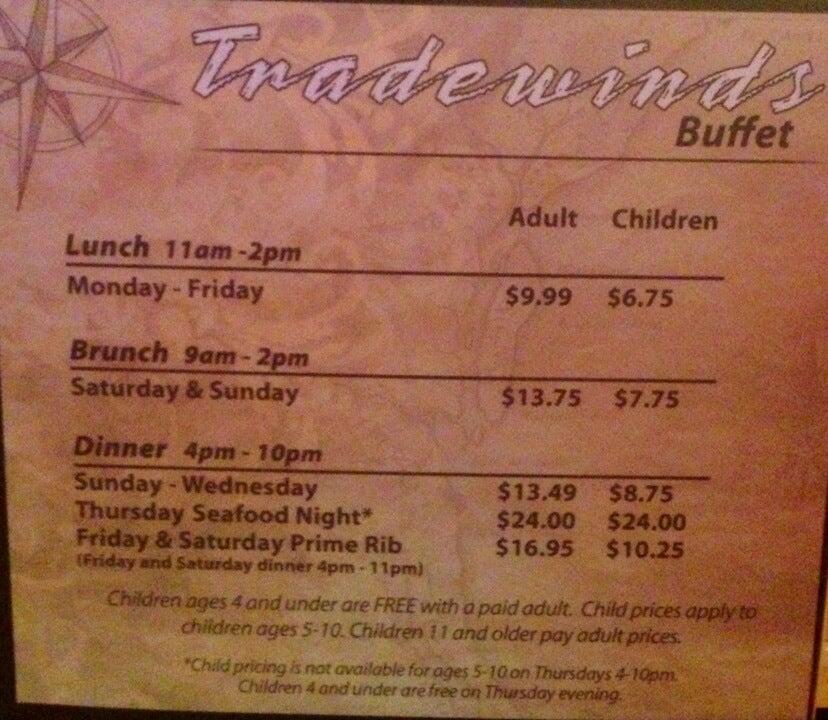 Tradewinds
Buffet
Adult Children
Lunch 11am -2pm
Monday - Friday $9.99 $6.75
Brunch 9am - 2pm
Saturday & Sunday $13.75 $7.75
Dinner 4pm - 10pm
Sunday - Wednesday $13.49 $8.75
Thursday Seafood Night* $24.00 $24.00
Friday & Saturday Prime Rib $16.95 $10.25
(Friday and Saturday dinner 4pm - 11pm)
Children ages 4 and under are FREE with a paid adult. Child prices apply to
children ages 5-10. Children 11 and older pay adult prices.
*Child pricing is not available for ages 5-10 on Thursdays 4-10pm.
Children 4 and under are free on Thursday evening.